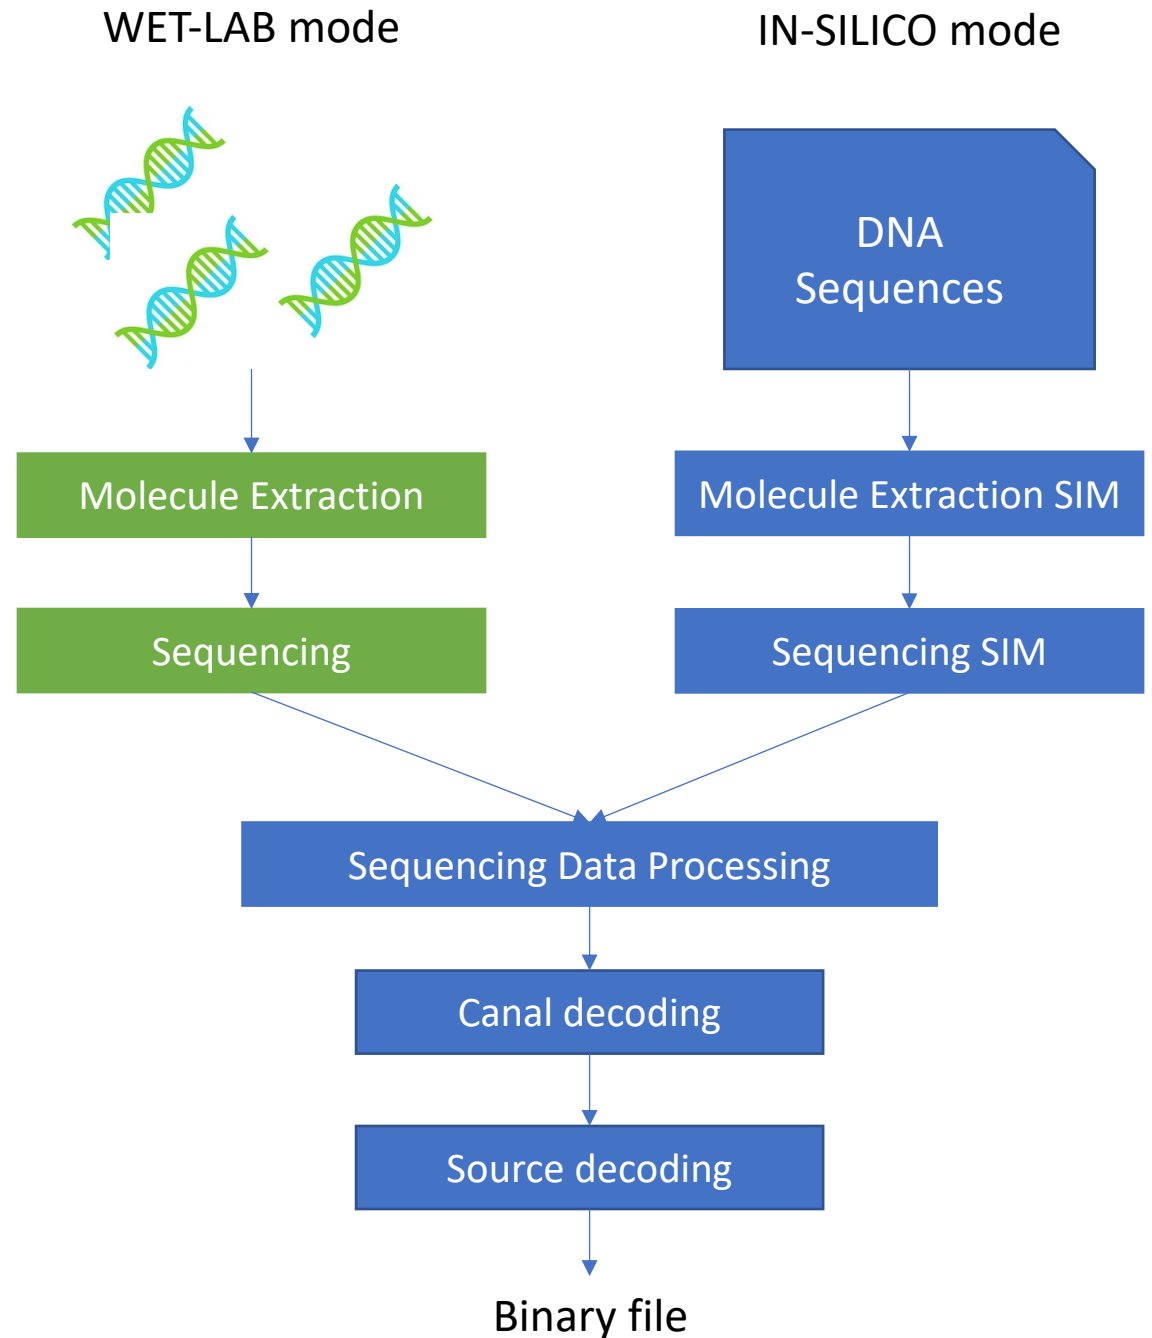 WET-LAB mode
IN-SILICO mode
DNA
Sequences
Molecule Extraction
Molecule Extraction SIM
Sequencing
Sequencing SIM
Sequencing Data Processing
Canal decoding
Source decoding
Binary file